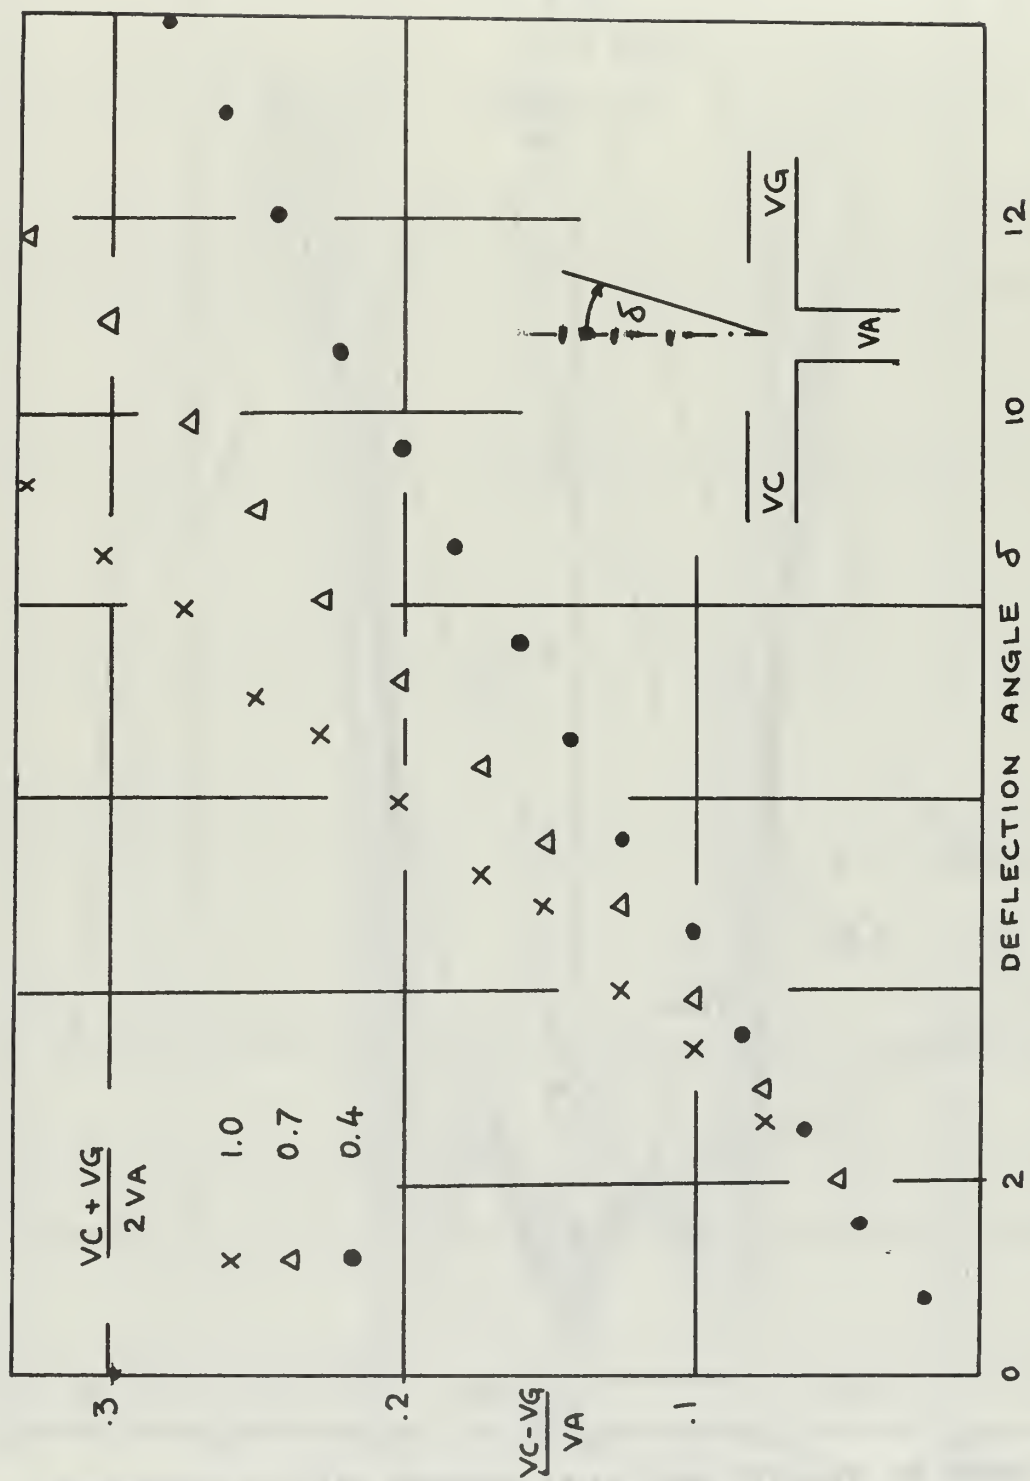 .3
.2
.1
VC-VG
VA
VC + VG
2 VA
× 1.0
Δ 0.7
● 0.4
δ
VC
VG
VA
0 2 10 12
DEFLECTION ANGLE δ